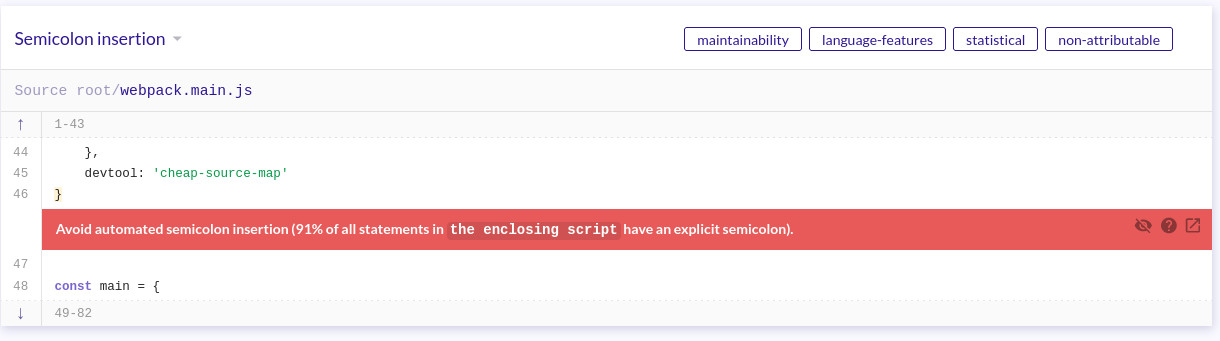 Semicolon insertion
maintainability language-features statistical non-attributable
Source root/webpack.main.js
↑ 1-43
44 },
45 devtool: 'cheap-source-map'
46 }
Avoid automated semicolon insertion (91% of all statements in the enclosing script have an explicit semicolon).
47
48 const main = {
↓ 49-82